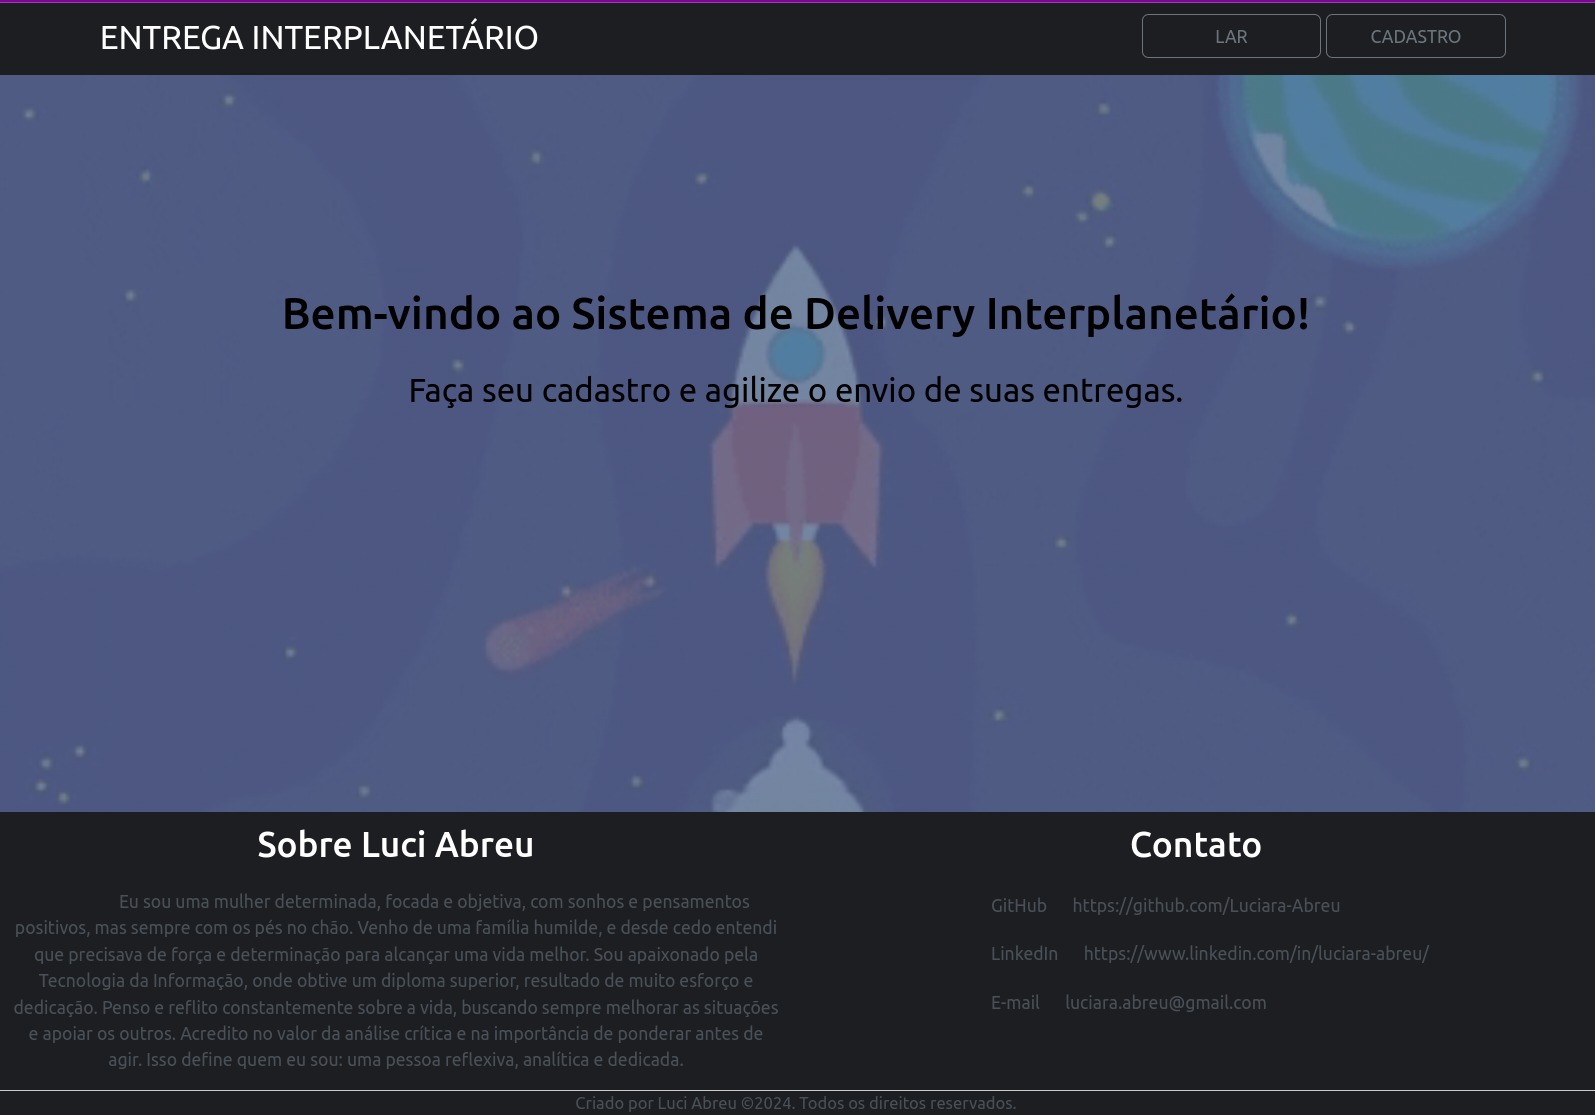 ENTREGA INTERPLANETÁRIO
LAR
CADASTRO
Bem-vindo ao Sistema de Delivery Interplanetário!
Faça seu cadastro e agilize o envio de suas entregas.
Sobre Luci Abreu
Eu sou uma mulher determinada, focada e objetiva, com sonhos e pensamentos
positivos, mas sempre com os pés no chão. Venho de uma família humilde, e desde cedo entendi
que precisava de força e determinação para alcançar uma vida melhor. Sou apaixonado pela
Tecnologia da Informação, onde obtive um diploma superior, resultado de muito esforço e
dedicação. Penso e reflito constantemente sobre a vida, buscando sempre melhorar as situações
e apoiar os outros. Acredito no valor da análise crítica e na importância de ponderar antes de
agir. Isso define quem eu sou: uma pessoa reflexiva, analítica e dedicada.
Contato
GitHub https://github.com/Luciara-Abreu
LinkedIn https://www.linkedin.com/in/luciara-abreu/
E-mail luciara.abreu@gmail.com
Criado por Luci Abreu ©2024. Todos os direitos reservados.